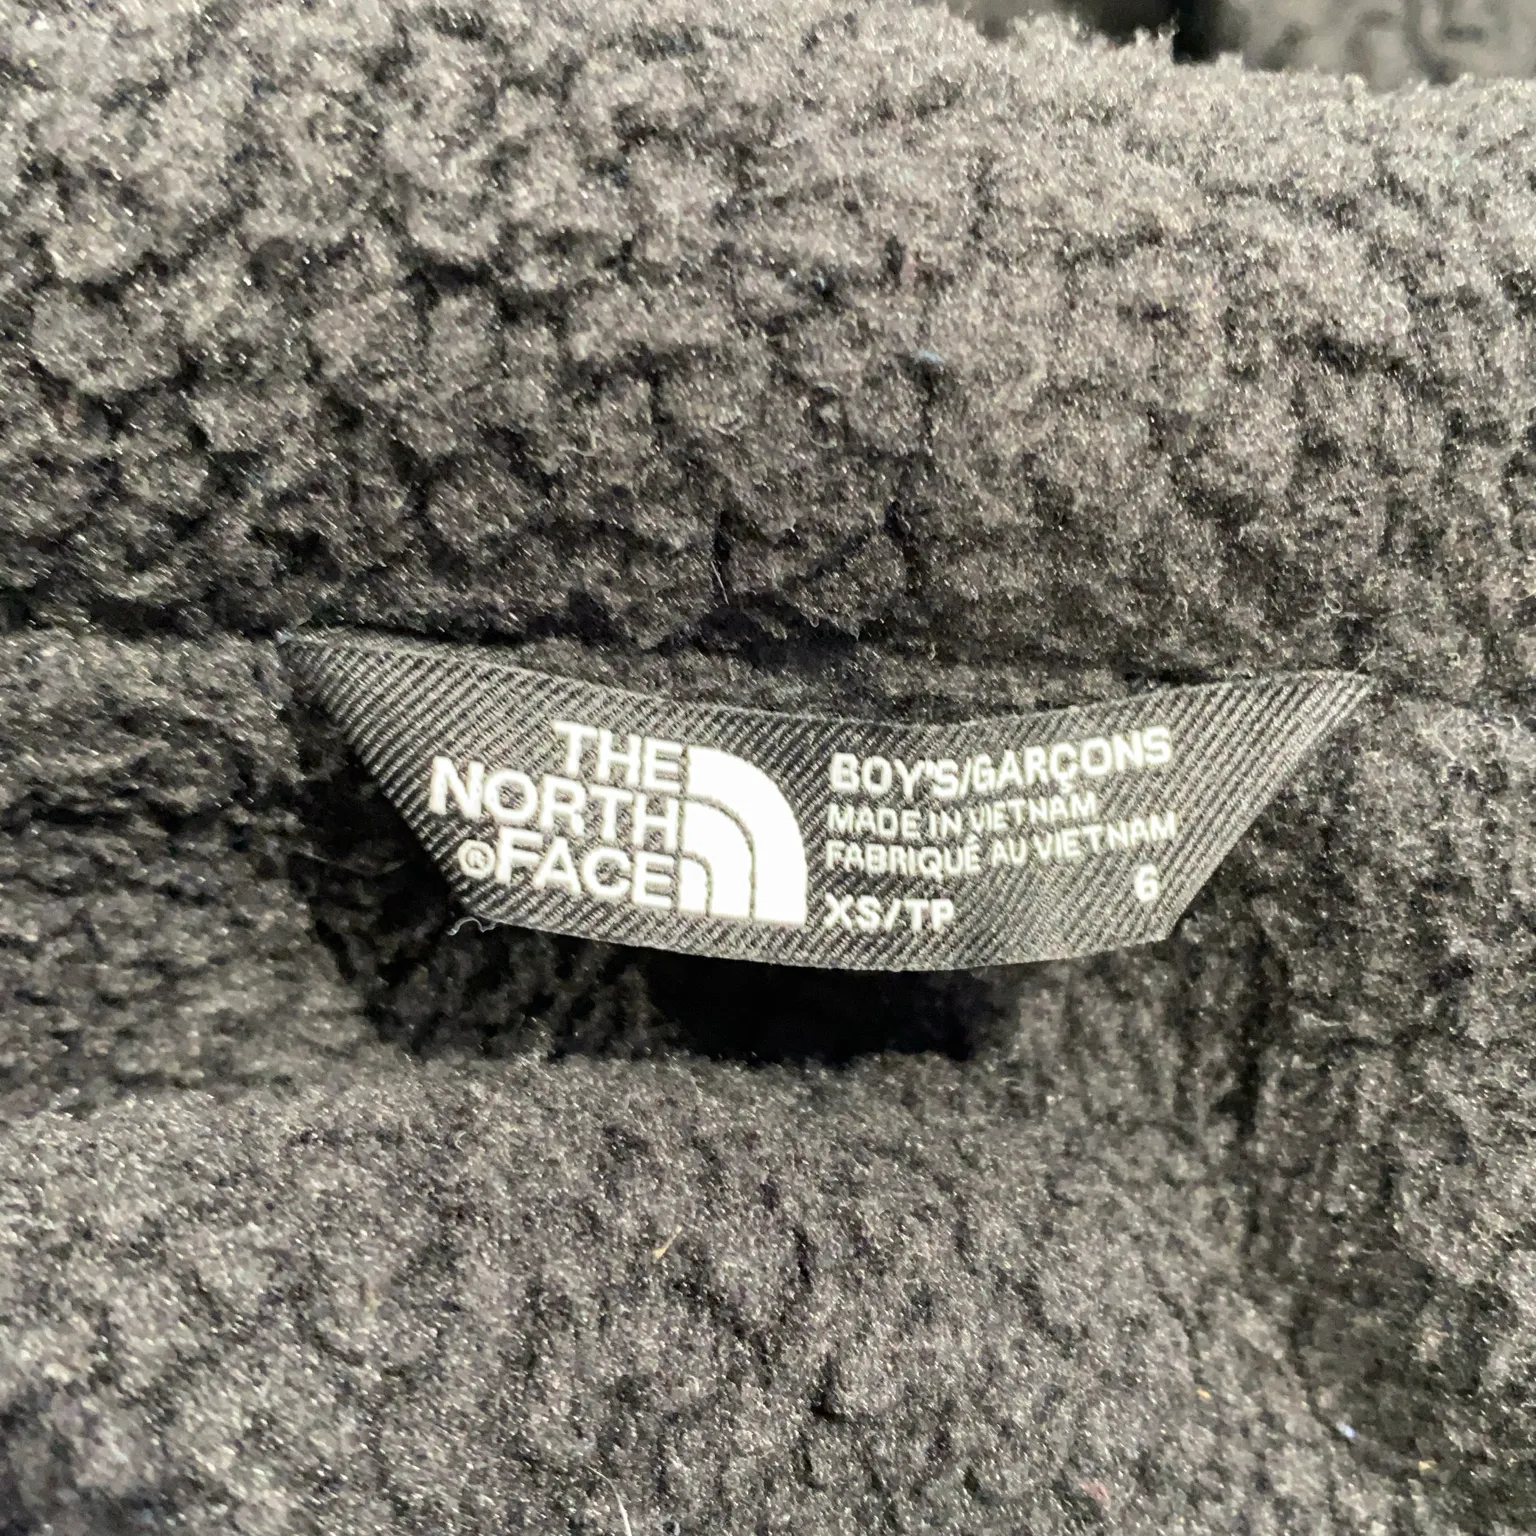 THE
NORTH
®FACE
BOY'S/GARÇONS
MADE IN VIETNAM
FABRIQUÉ AU VIETNAM
XS/TP 6